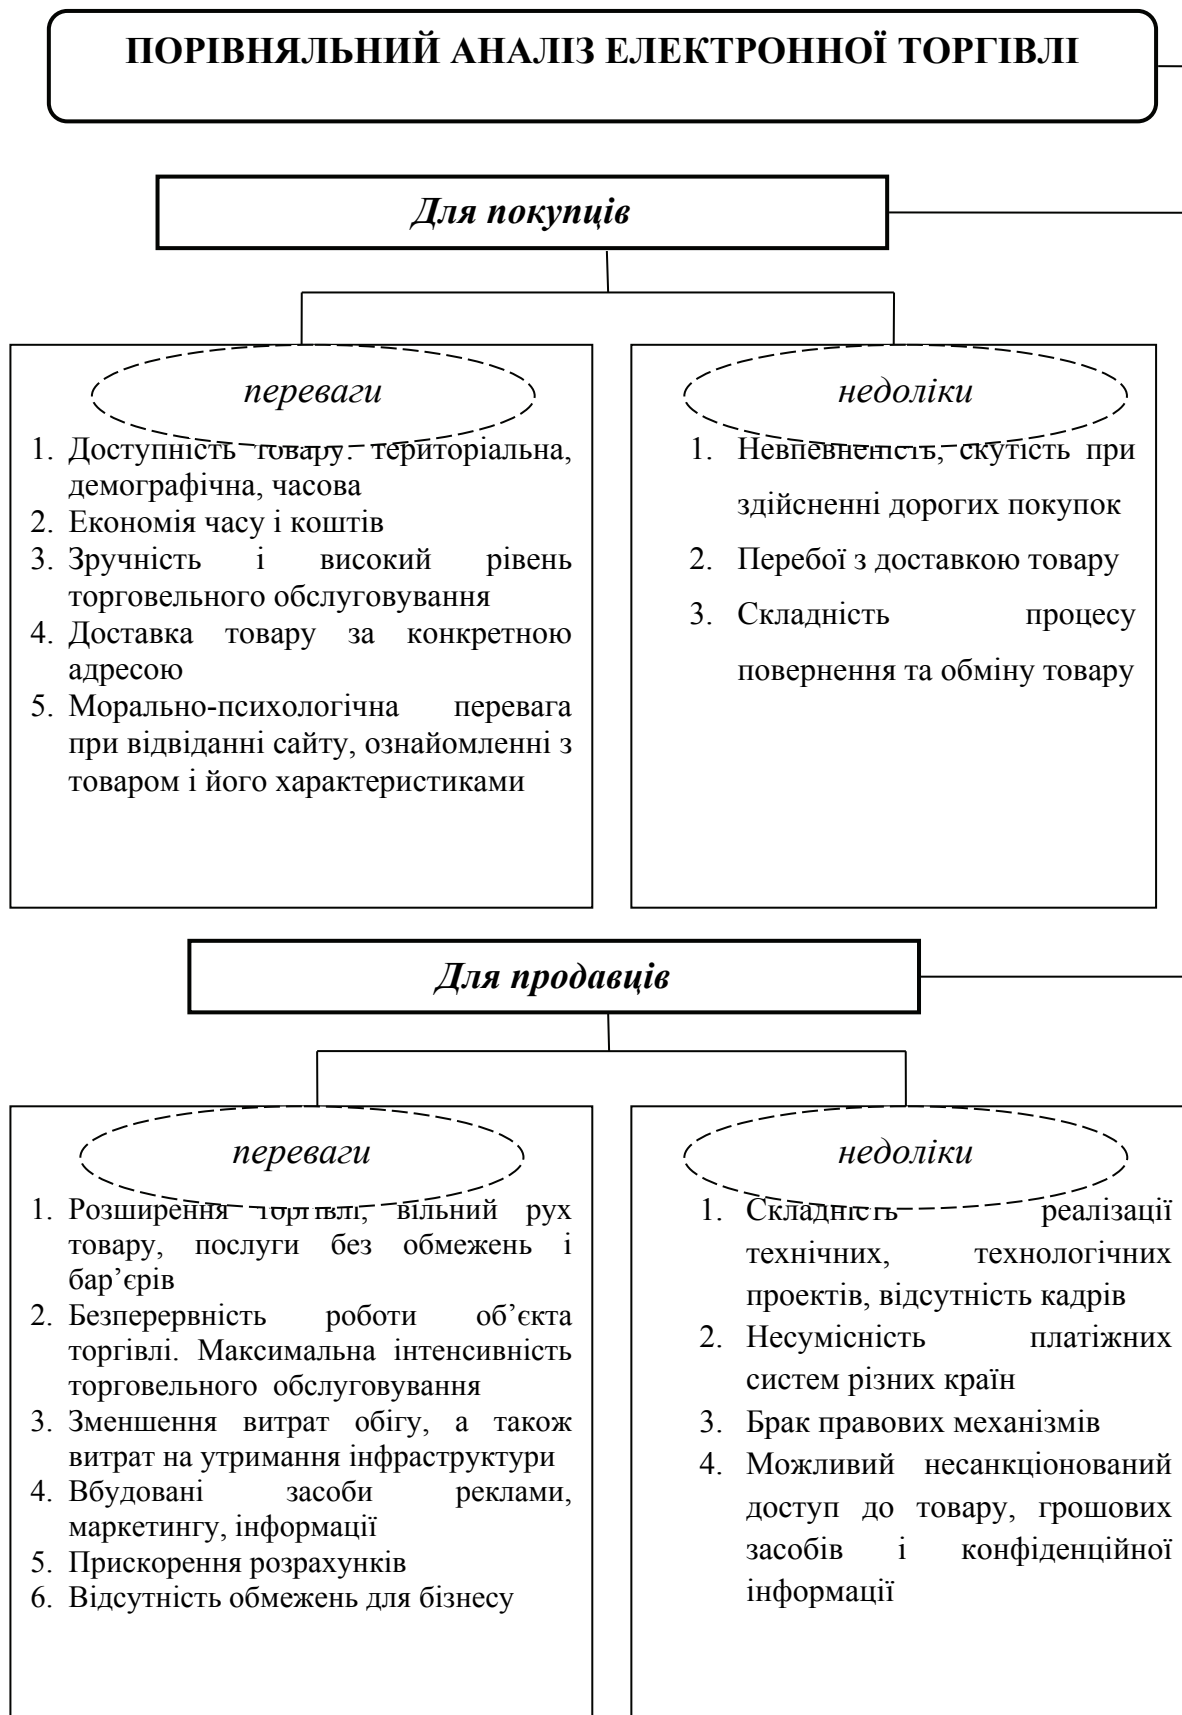 ПОРІВНЯЛЬНИЙ АНАЛІЗ ЕЛЕКТРОННОЇ ТОРГІВЛІ
Для покупців
переваги
1. Доступність товару: територіальна,
демографічна, часова
2. Економія часу і коштів
3. Зручність і високий рівень
торговельного обслуговування
4. Доставка товару за конкретною
адресою
5. Морально-психологічна перевага
при відвіданні сайту, ознайомленні з
товаром і його характеристиками
недоліки
1. Невпевненість, скутість при
здійсненні дорогих покупок
2. Перебої з доставкою товару
3. Складність процесу
повернення та обміну товару
Для продавців
переваги
1. Розширення торгівлі, вільний рух
товару, послуги без обмежень і
бар’єрів
2. Безперервність роботи об’єкта
торгівлі. Максимальна інтенсивність
торговельного обслуговування
3. Зменшення витрат обігу, а також
витрат на утримання інфраструктури
4. Вбудовані засоби реклами,
маркетингу, інформації
5. Прискорення розрахунків
6. Відсутність обмежень для бізнесу
недоліки
1. Складність реалізації
технічних, технологічних
проектів, відсутність кадрів
2. Несумісність платіжних
систем різних країн
3. Брак правових механізмів
4. Можливий несанкціонований
доступ до товару, грошових
засобів і конфіденційної
інформації